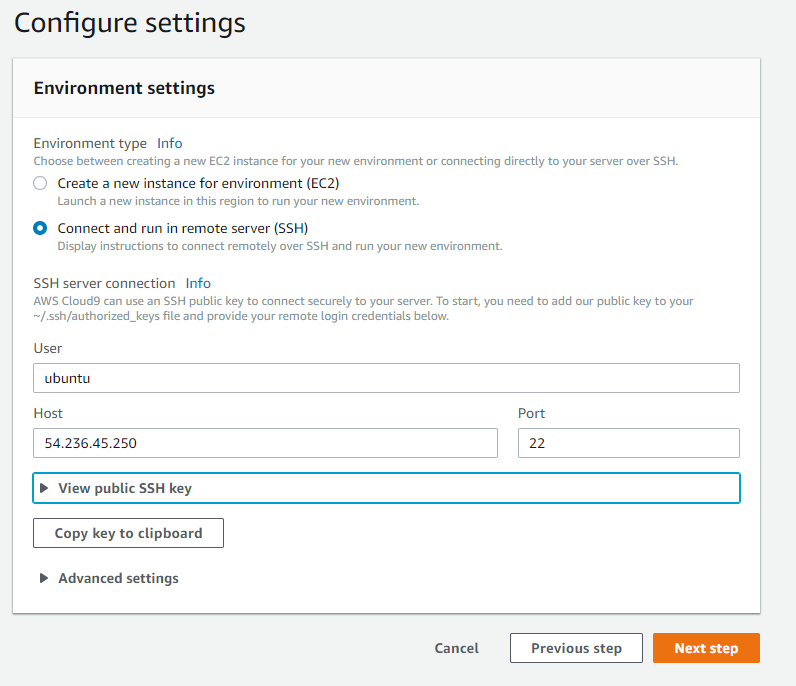 Configure settings
Environment settings
Environment type Info
Choose between creating a new EC2 instance for your new environment or connecting directly to your server over SSH.
Create a new instance for environment (EC2)
Launch a new instance in this region to run your new environment.
Connect and run in remote server (SSH)
Display instructions to connect remotely over SSH and run your new environment.
SSH server connection Info
AWS Cloud9 can use an SSH public key to connect securely to your server. To start, you need to add our public key to your
~/.ssh/authorized_keys file and provide your remote login credentials below.
User
ubuntu
Host Port
54.236.45.250 22
View public SSH key
Copy key to clipboard
Advanced settings
Cancel Previous step Next step